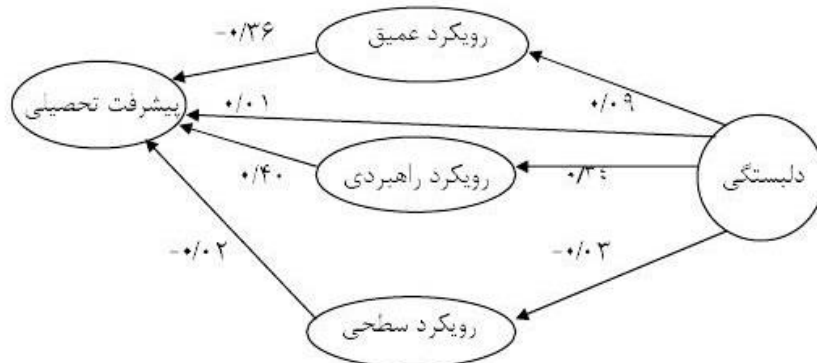 رویکرد عمیق
-۰/۳۶
پیشرفت تحصیلی
۰/۰۱
۰/۰۹
دلبستگی
رویکرد راهبردی
۰/۴۰
۰/۳٤
-۰/۰۲
-۰/۰۳
رویکرد سطحی